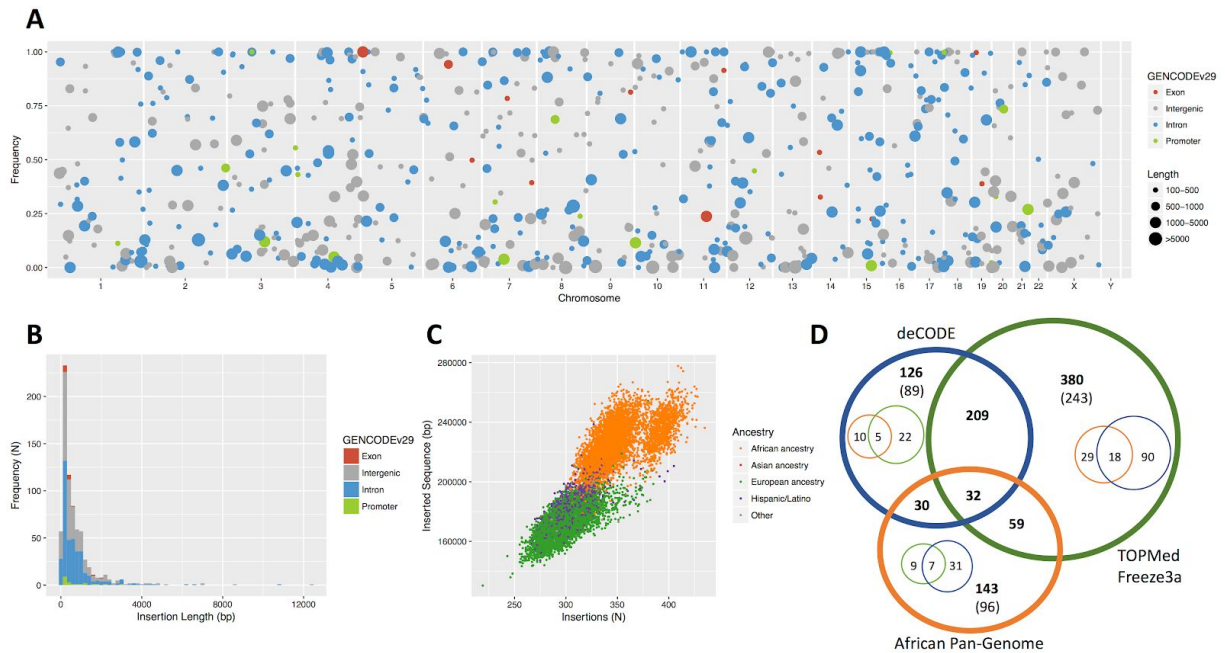 A
1.00
0.75
0.50
0.25
0.00
Frequency
1 2 3 4 5 6 7 8 9 10 11 12 13 14 15 16 17 18 19 20 21 22 X Y
Chromosome
GENCODEv29
Exon
Intergenic
Intron
Promoter
Length
100–500
500–1000
1000–5000
>5000
B
200
150
100
50
0
Frequency (N)
0 4000 8000 12000
Insertion Length (bp)
GENCODEv29
Exon
Intergenic
Intron
Promoter
C
280000
240000
200000
160000
Inserted Sequence (bp)
250 300 350 400
Insertions (N)
Ancestry
African ancestry
Asian ancestry
European ancestry
Hispanic/Latino
Other
D
deCODE
126
(89)
380
(243)
209
10 5 22
29 18 90
30
32
59
9 7 31
143
(96)
TOPMed
Freeze3a
African Pan-Genome